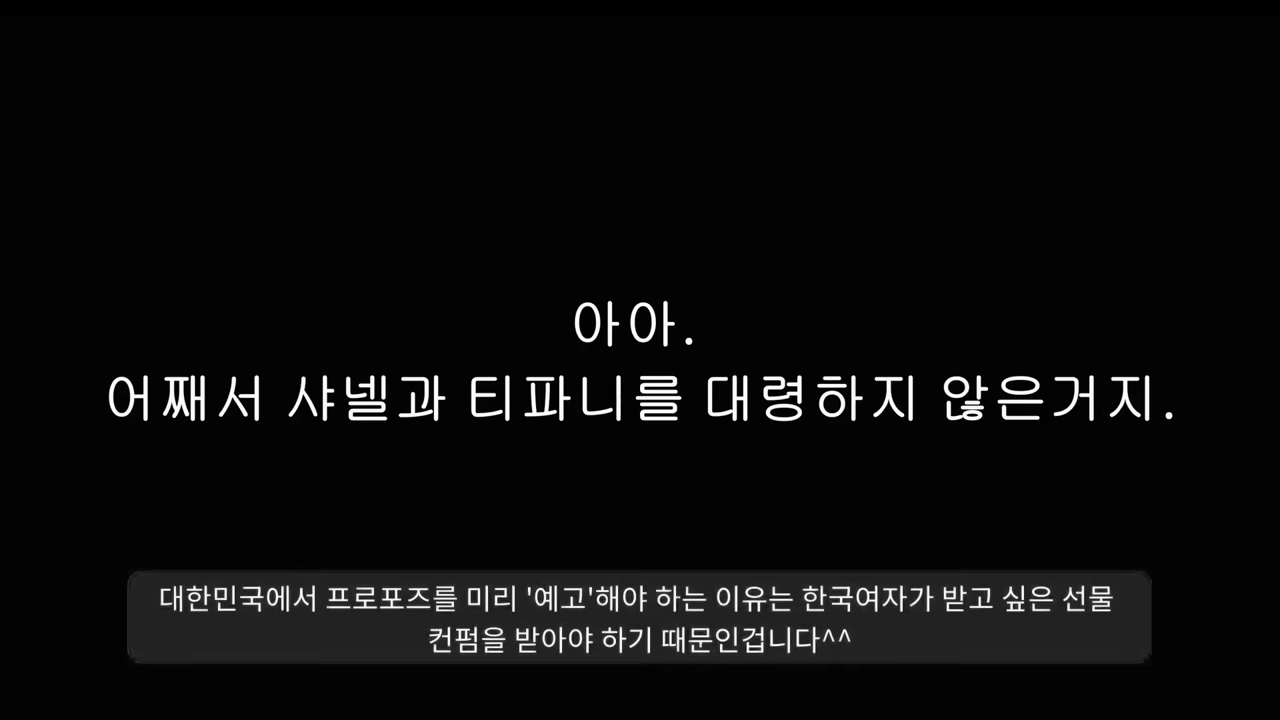 아아.
어째서 샤넬과 티파니를 대령하지 않은거지.
대한민국에서 프로포즈를 미리 '예고'해야 하는 이유는 한국여자가 받고 싶은 선물
컨펌을 받아야 하기 때문인겁니다^^